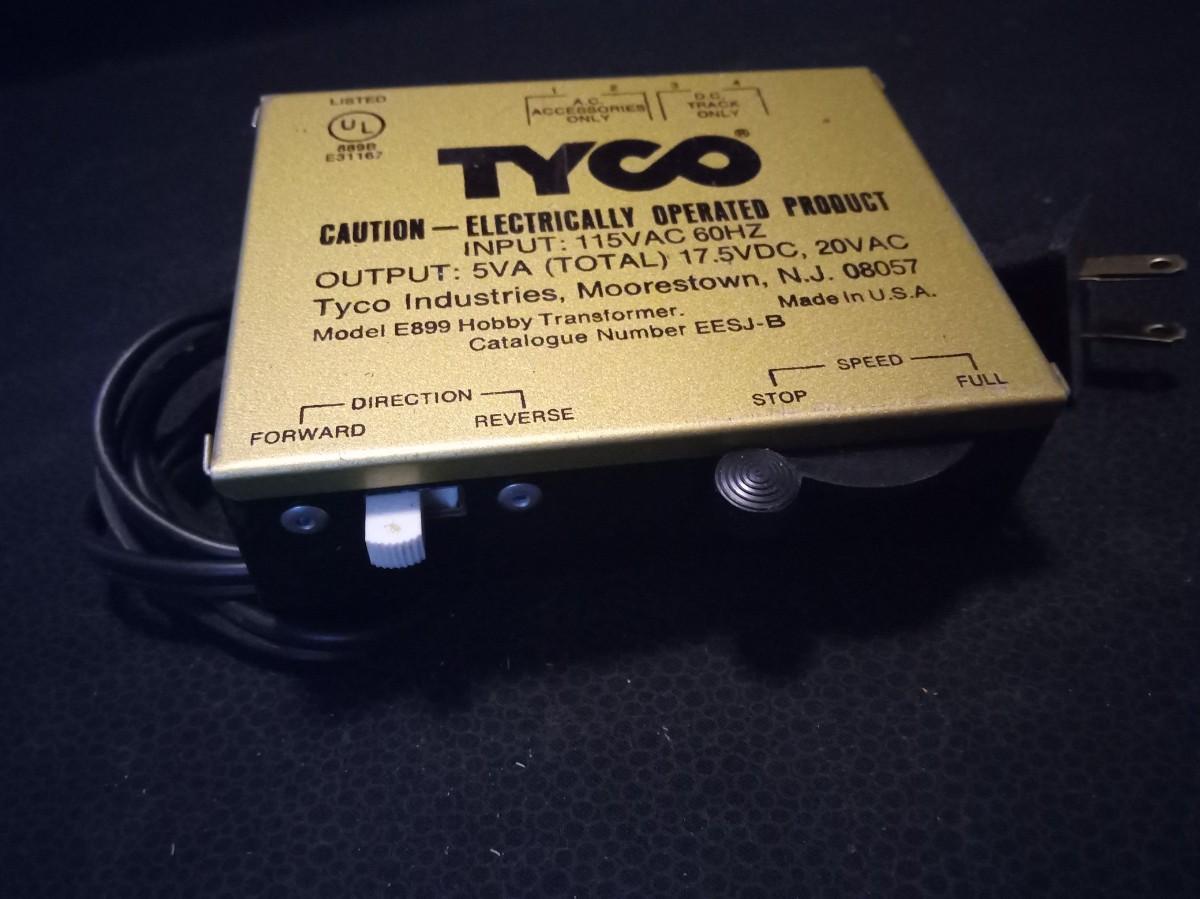 LISTED
UL
889B
E31167
1 2 3 4
A.C.
ACCESSORIES
ONLY
D.C.
TRACK
ONLY
TYCO®
CAUTION — ELECTRICALLY OPERATED PRODUCT
INPUT: 115VAC 60HZ
OUTPUT: 5VA (TOTAL) 17.5VDC, 20VAC
Tyco Industries, Moorestown, N.J. 08057
Model E899 Hobby Transformer. Made in U.S.A.
Catalogue Number EESJ-B
DIRECTION
FORWARD REVERSE
SPEED
STOP FULL